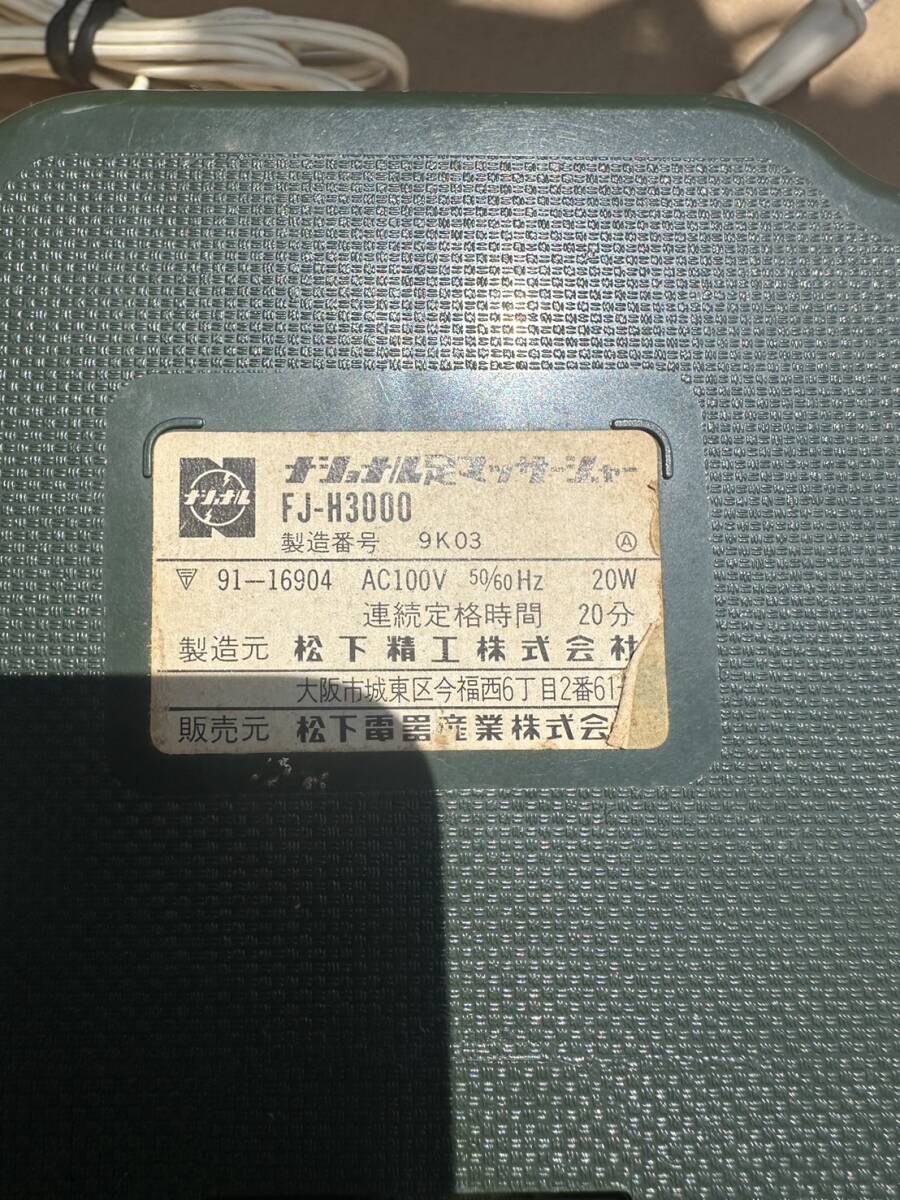 ナショナル
ナショナル足マッサージャー
FJ-H3000
製造番号 9K03 Ⓐ
91-16904 AC100V 50/60Hz 20W
連続定格時間 20分
製造元 松下精工株式会社
大阪市城東区今福西6丁目2番61
販売元 松下電器産業株式会